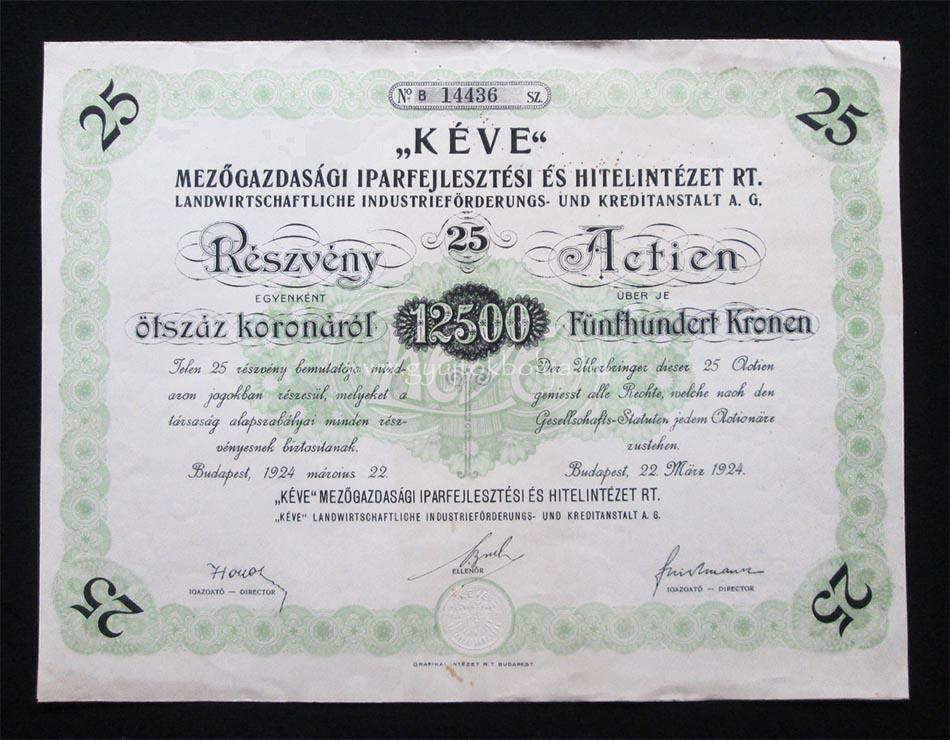 25
25
No B 14436 SZ.
„KÉVE“
MEZŐGAZDASÁGI IPARFEJLESZTÉSI ÉS HITELINTÉZET RT.
LANDWIRTSCHAFTLICHE INDUSTRIEFÖRDERUNGS- UND KREDITANSTALT A. G.
Részvény 25 Actien
EGYENKÉNT
ÜBER JE
ötszáz koronáról 12500 Fünfhundert Kronen
Jelen 25 részvény bemutatója mind-
azon jogokban részesül, melyeket a
társaság alapszabályai minden rész-
vényesnek biztositanak.
Budapest, 1924 március 22.
Der Überbringer dieser 25 Actien
geniesst alle Rechte, welche nach den
Gesellschafts-Statuten jedem Actionäre
zustehen.
Budapest, 22. März 1924.
„KÉVE“ MEZŐGAZDASÁGI IPARFEJLESZTÉSI ÉS HITELINTÉZET RT.
„KÉVE“ LANDWIRTSCHAFTLICHE INDUSTRIEFÖRDERUNGS- UND KREDITANSTALT A. G.
IGAZGATÓ — DIRECTOR
ELLENŐR
IGAZGATÓ — DIRECTOR
25
25
GRAFIKAI INTÉZET R.T. BUDAPEST